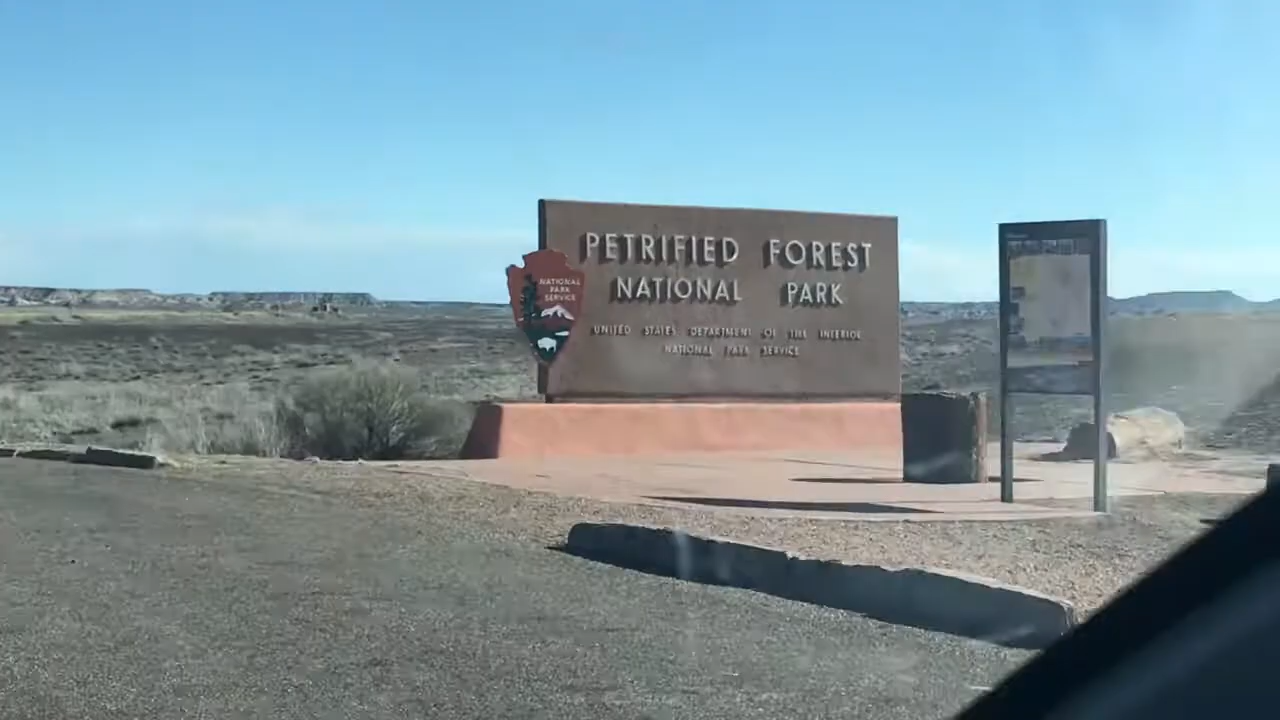 PETRIFIED FOREST
NATIONAL PARK
UNITED STATES DEPARTMENT OF THE INTERIOR
NATIONAL PARK SERVICE
NATIONAL
PARK
SERVICE